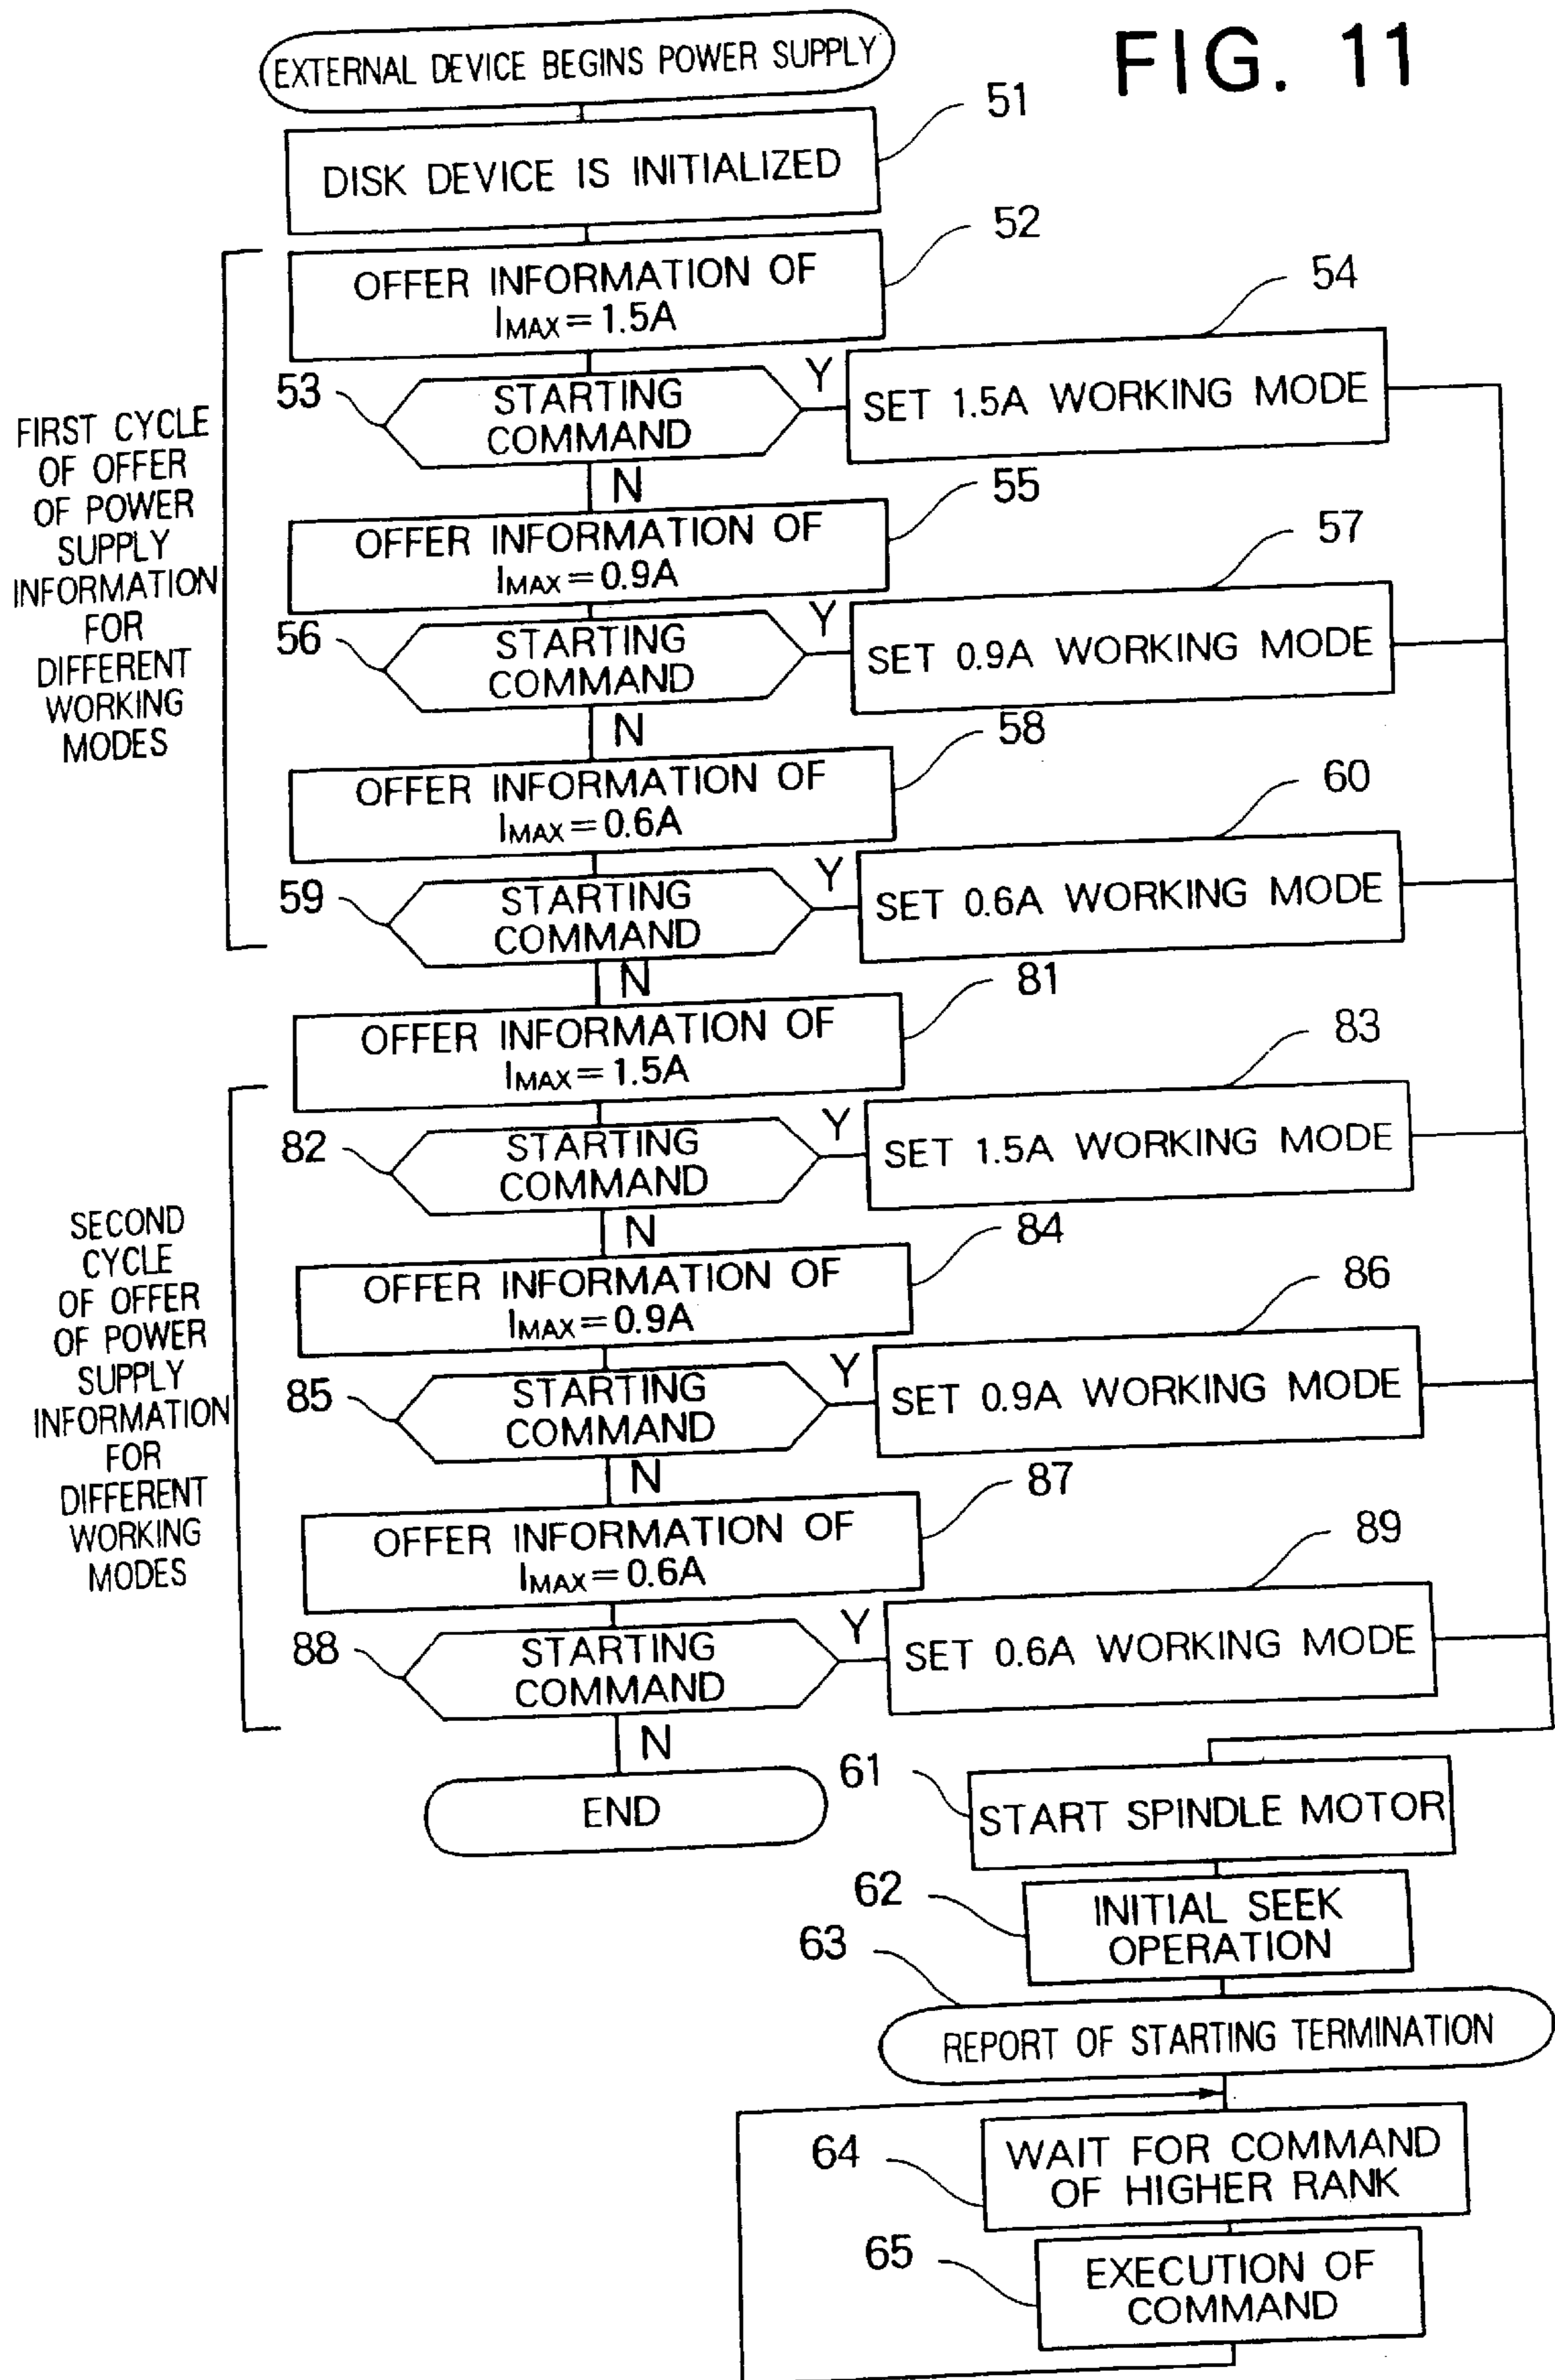 FIG. 11
EXTERNAL DEVICE BEGINS POWER SUPPLY
51
DISK DEVICE IS INITIALIZED
52
OFFER INFORMATION OF
IMAX = 1.5A
54
53
STARTING
COMMAND
Y
SET 1.5A WORKING MODE
N
55
OFFER INFORMATION OF
IMAX = 0.9A
57
56
STARTING
COMMAND
Y
SET 0.9A WORKING MODE
N
58
OFFER INFORMATION OF
IMAX = 0.6A
60
59
STARTING
COMMAND
Y
SET 0.6A WORKING MODE
N
FIRST CYCLE
OF OFFER
OF POWER
SUPPLY
INFORMATION
FOR
DIFFERENT
WORKING
MODES
81
OFFER INFORMATION OF
IMAX = 1.5A
83
82
STARTING
COMMAND
Y
SET 1.5A WORKING MODE
N
84
OFFER INFORMATION OF
IMAX = 0.9A
86
85
STARTING
COMMAND
Y
SET 0.9A WORKING MODE
N
87
OFFER INFORMATION OF
IMAX = 0.6A
89
88
STARTING
COMMAND
Y
SET 0.6A WORKING MODE
N
SECOND
CYCLE
OF OFFER
OF POWER
SUPPLY
INFORMATION
FOR
DIFFERENT
WORKING
MODES
END
61
START SPINDLE MOTOR
62
INITIAL SEEK
OPERATION
63
REPORT OF STARTING TERMINATION
64
WAIT FOR COMMAND
OF HIGHER RANK
65
EXECUTION OF
COMMAND